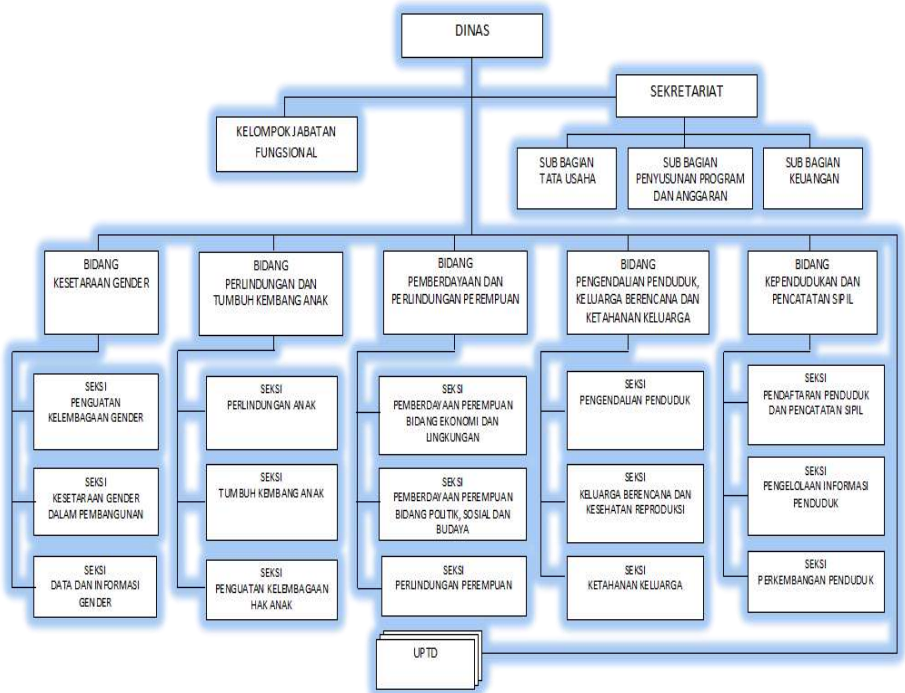 DINAS
SEKRETARIAT
KELOMPOK JABATAN
FUNGSIONAL
SUB BAGIAN
TATA USAHA
SUB BAGIAN
PENYUSUNAN PROGRAM
DAN ANGGARAN
SUB BAGIAN
KEUANGAN
BIDANG
KESETARAAN GENDER
BIDANG
PERLINDUNGAN DAN
TUMBUH KEMBANG ANAK
BIDANG
PEMBERDAYAAN DAN
PERLINDUNGAN PEREMPUAN
BIDANG
PENGENDALIAN PENDUDUK,
KELUARGA BERENCANA DAN
KETAHANAN KELUARGA
BIDANG
KEPENDUDUKAN DAN
PENCATATAN SIPIL
SEKSI
PENGUATAN
KELEMBAGAAN GENDER
SEKSI
PERLINDUNGAN ANAK
SEKSI
PEMBERDAYAAN PEREMPUAN
BIDANG EKONOMI DAN
LINGKUNGAN
SEKSI
PENGENDALIAN PENDUDUK
SEKSI
PENDAFTARAN PENDUDUK
DAN PENCATATAN SIPIL
SEKSI
KESETARAAN GENDER
DALAM PEMBANGUNAN
SEKSI
TUMBUH KEMBANG ANAK
SEKSI
PEMBERDAYAAN PEREMPUAN
BIDANG POLITIK, SOSIAL DAN
BUDAYA
SEKSI
KELUARGA BERENCANA DAN
KESEHATAN REPRODUKSI
SEKSI
PENGELOLAAN INFORMASI
PENDUDUK
SEKSI
DATA DAN INFORMASI
GENDER
SEKSI
PENGUATAN KELEMBAGAAN
HAK ANAK
SEKSI
PERLINDUNGAN PEREMPUAN
SEKSI
KETAHANAN KELUARGA
SEKSI
PERKEMBANGAN PENDUDUK
UPTD